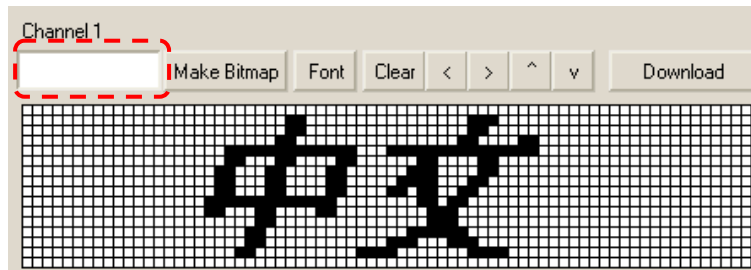 Channel 1
Make Bitmap Font Clear < > ^ v Download
中文